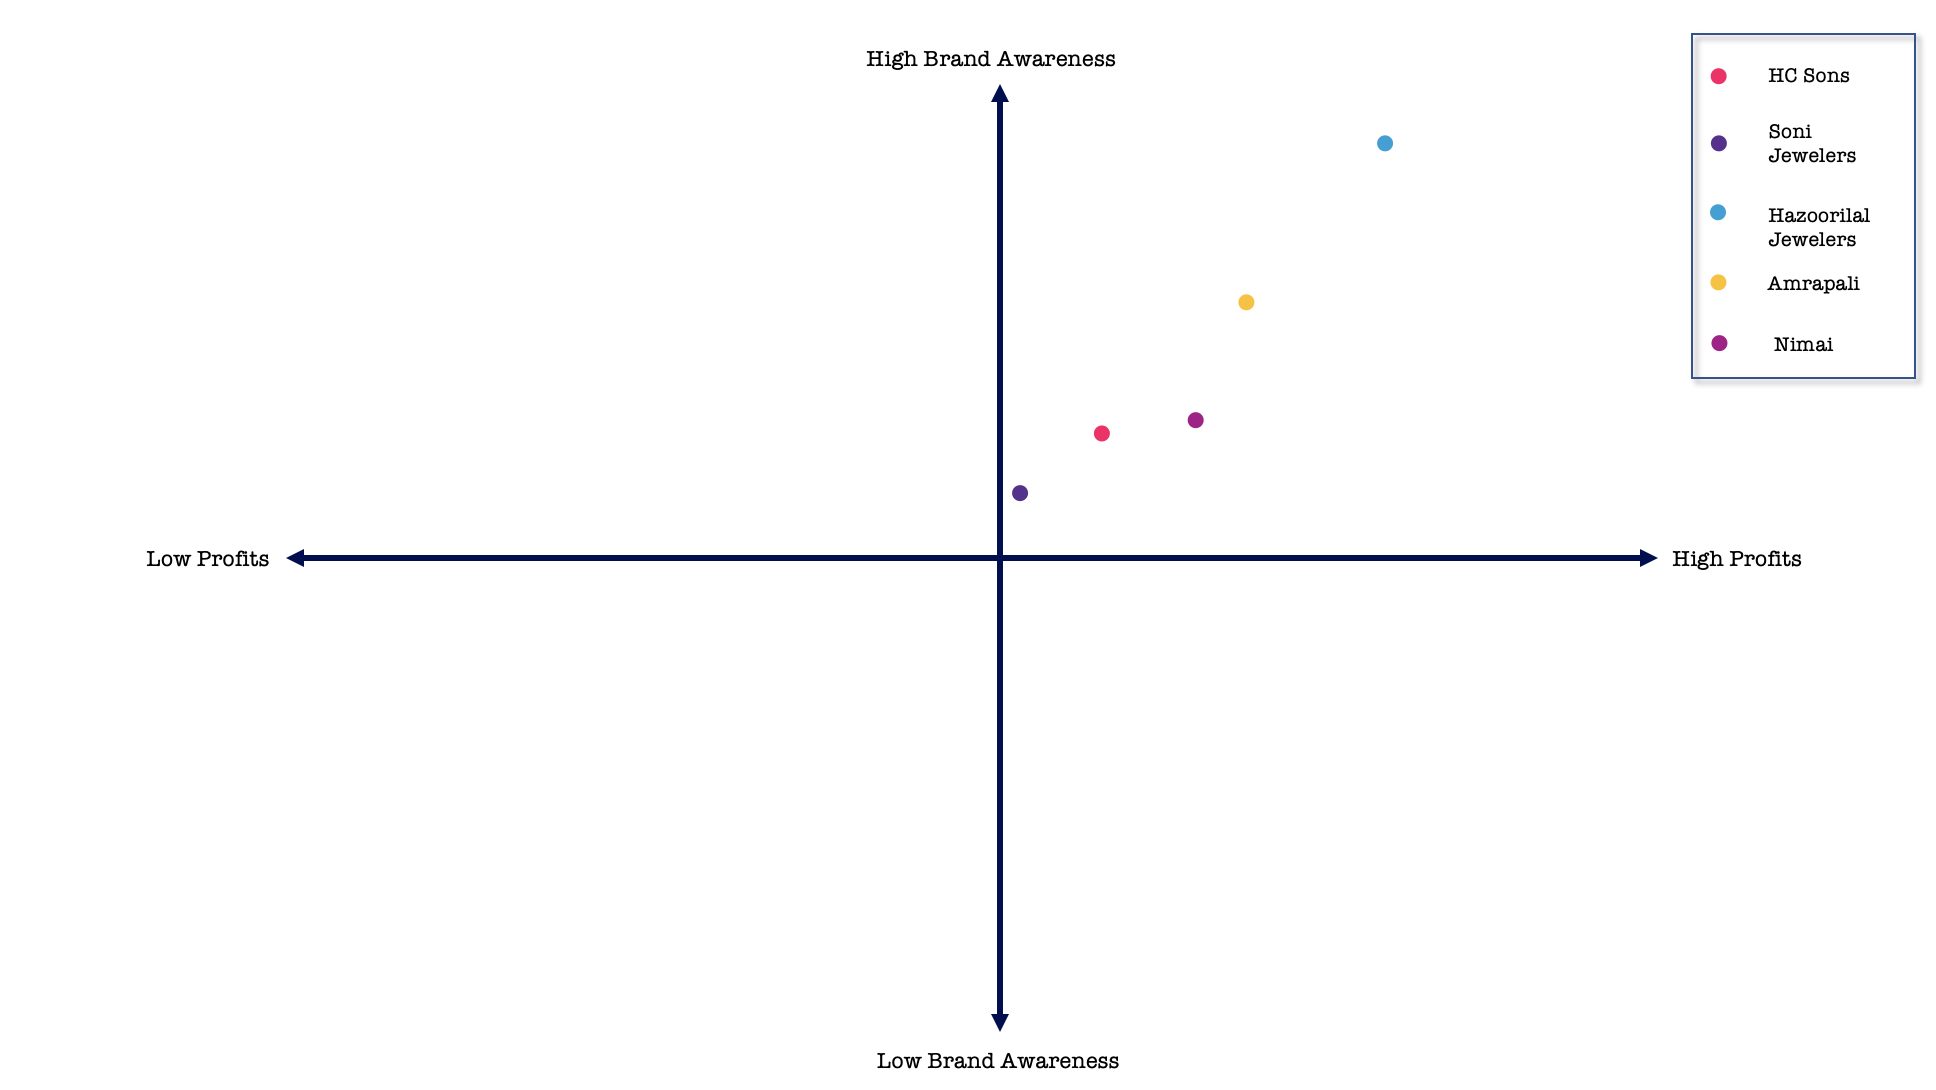 High Brand Awareness
HC Sons
Soni
Jewelers
Hazoorilal
Jewelers
Amrapali
Nimai
Low Profits
High Profits
Low Brand Awareness